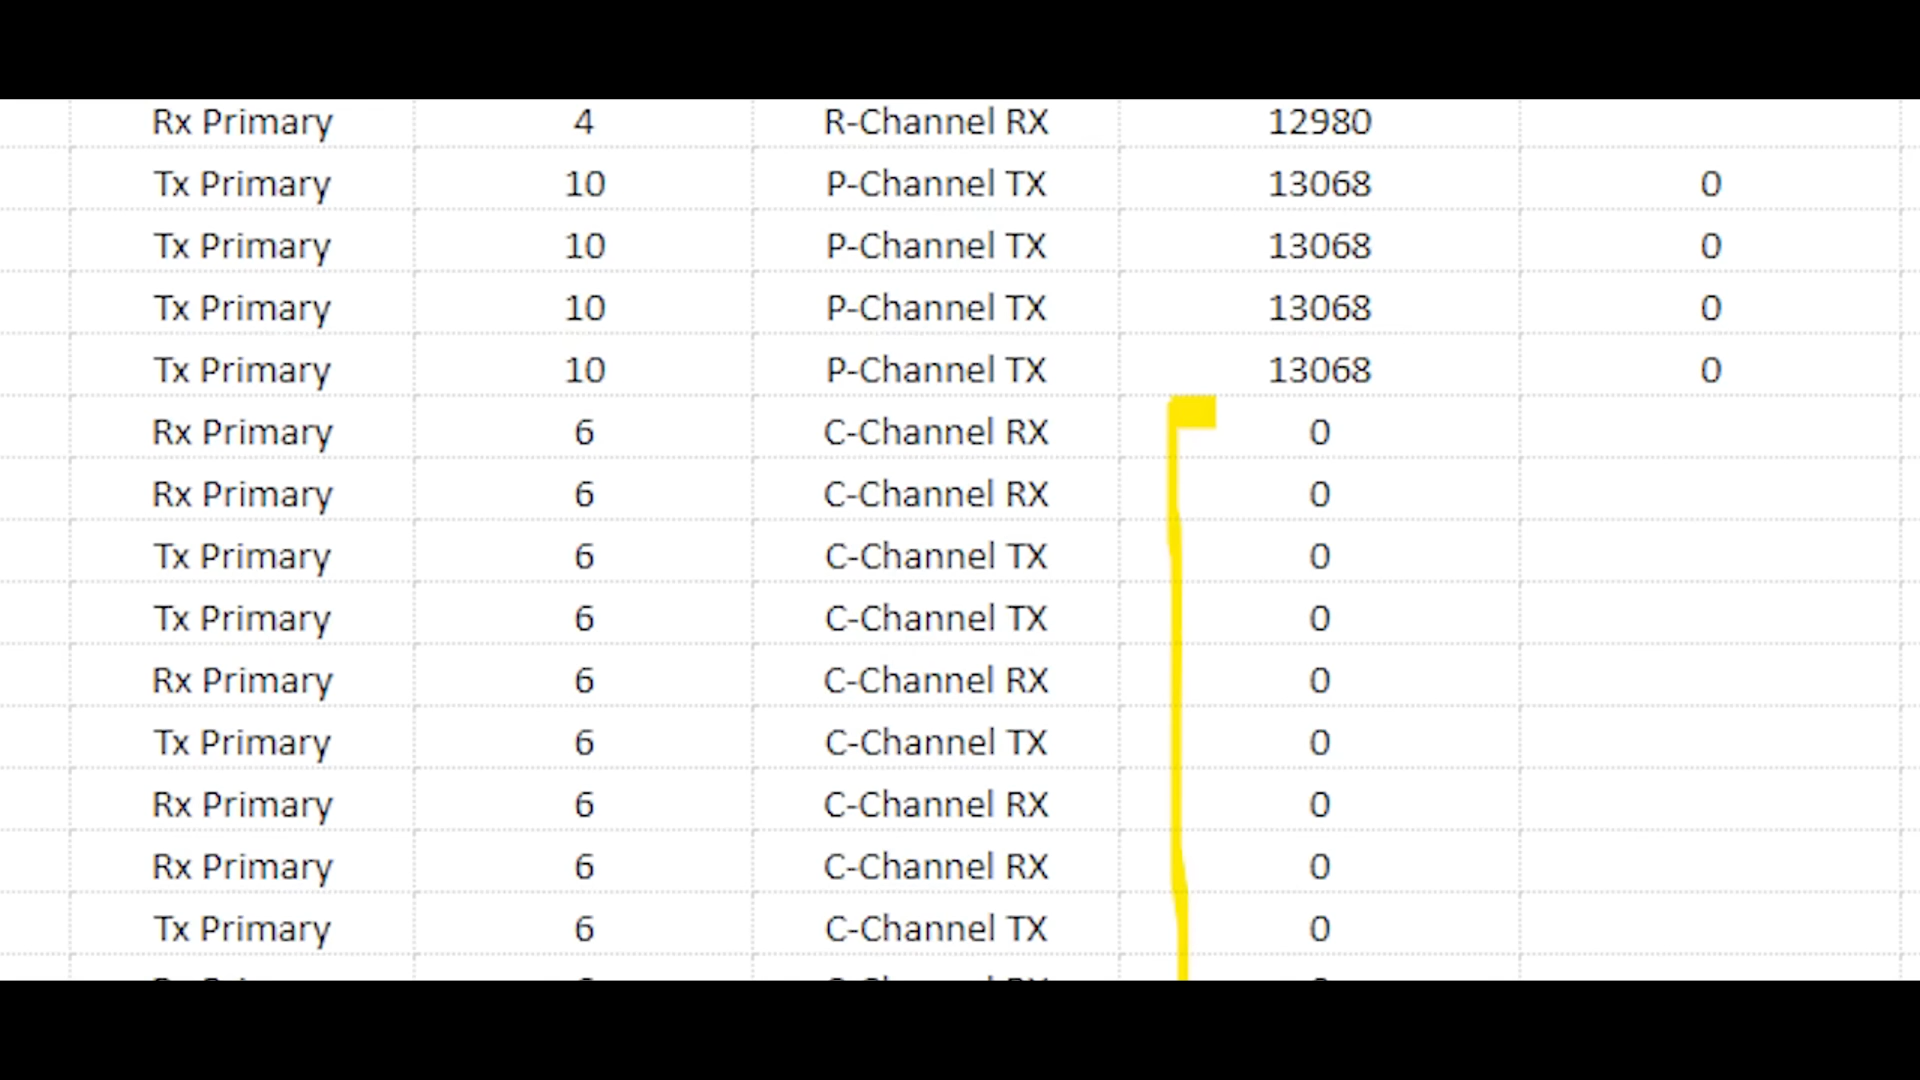 Rx Primary 4 R-Channel RX 12980
Tx Primary 10 P-Channel TX 13068 0
Tx Primary 10 P-Channel TX 13068 0
Tx Primary 10 P-Channel TX 13068 0
Tx Primary 10 P-Channel TX 13068 0
Rx Primary 6 C-Channel RX 0
Rx Primary 6 C-Channel RX 0
Tx Primary 6 C-Channel TX 0
Tx Primary 6 C-Channel TX 0
Rx Primary 6 C-Channel RX 0
Tx Primary 6 C-Channel TX 0
Rx Primary 6 C-Channel RX 0
Rx Primary 6 C-Channel RX 0
Tx Primary 6 C-Channel TX 0